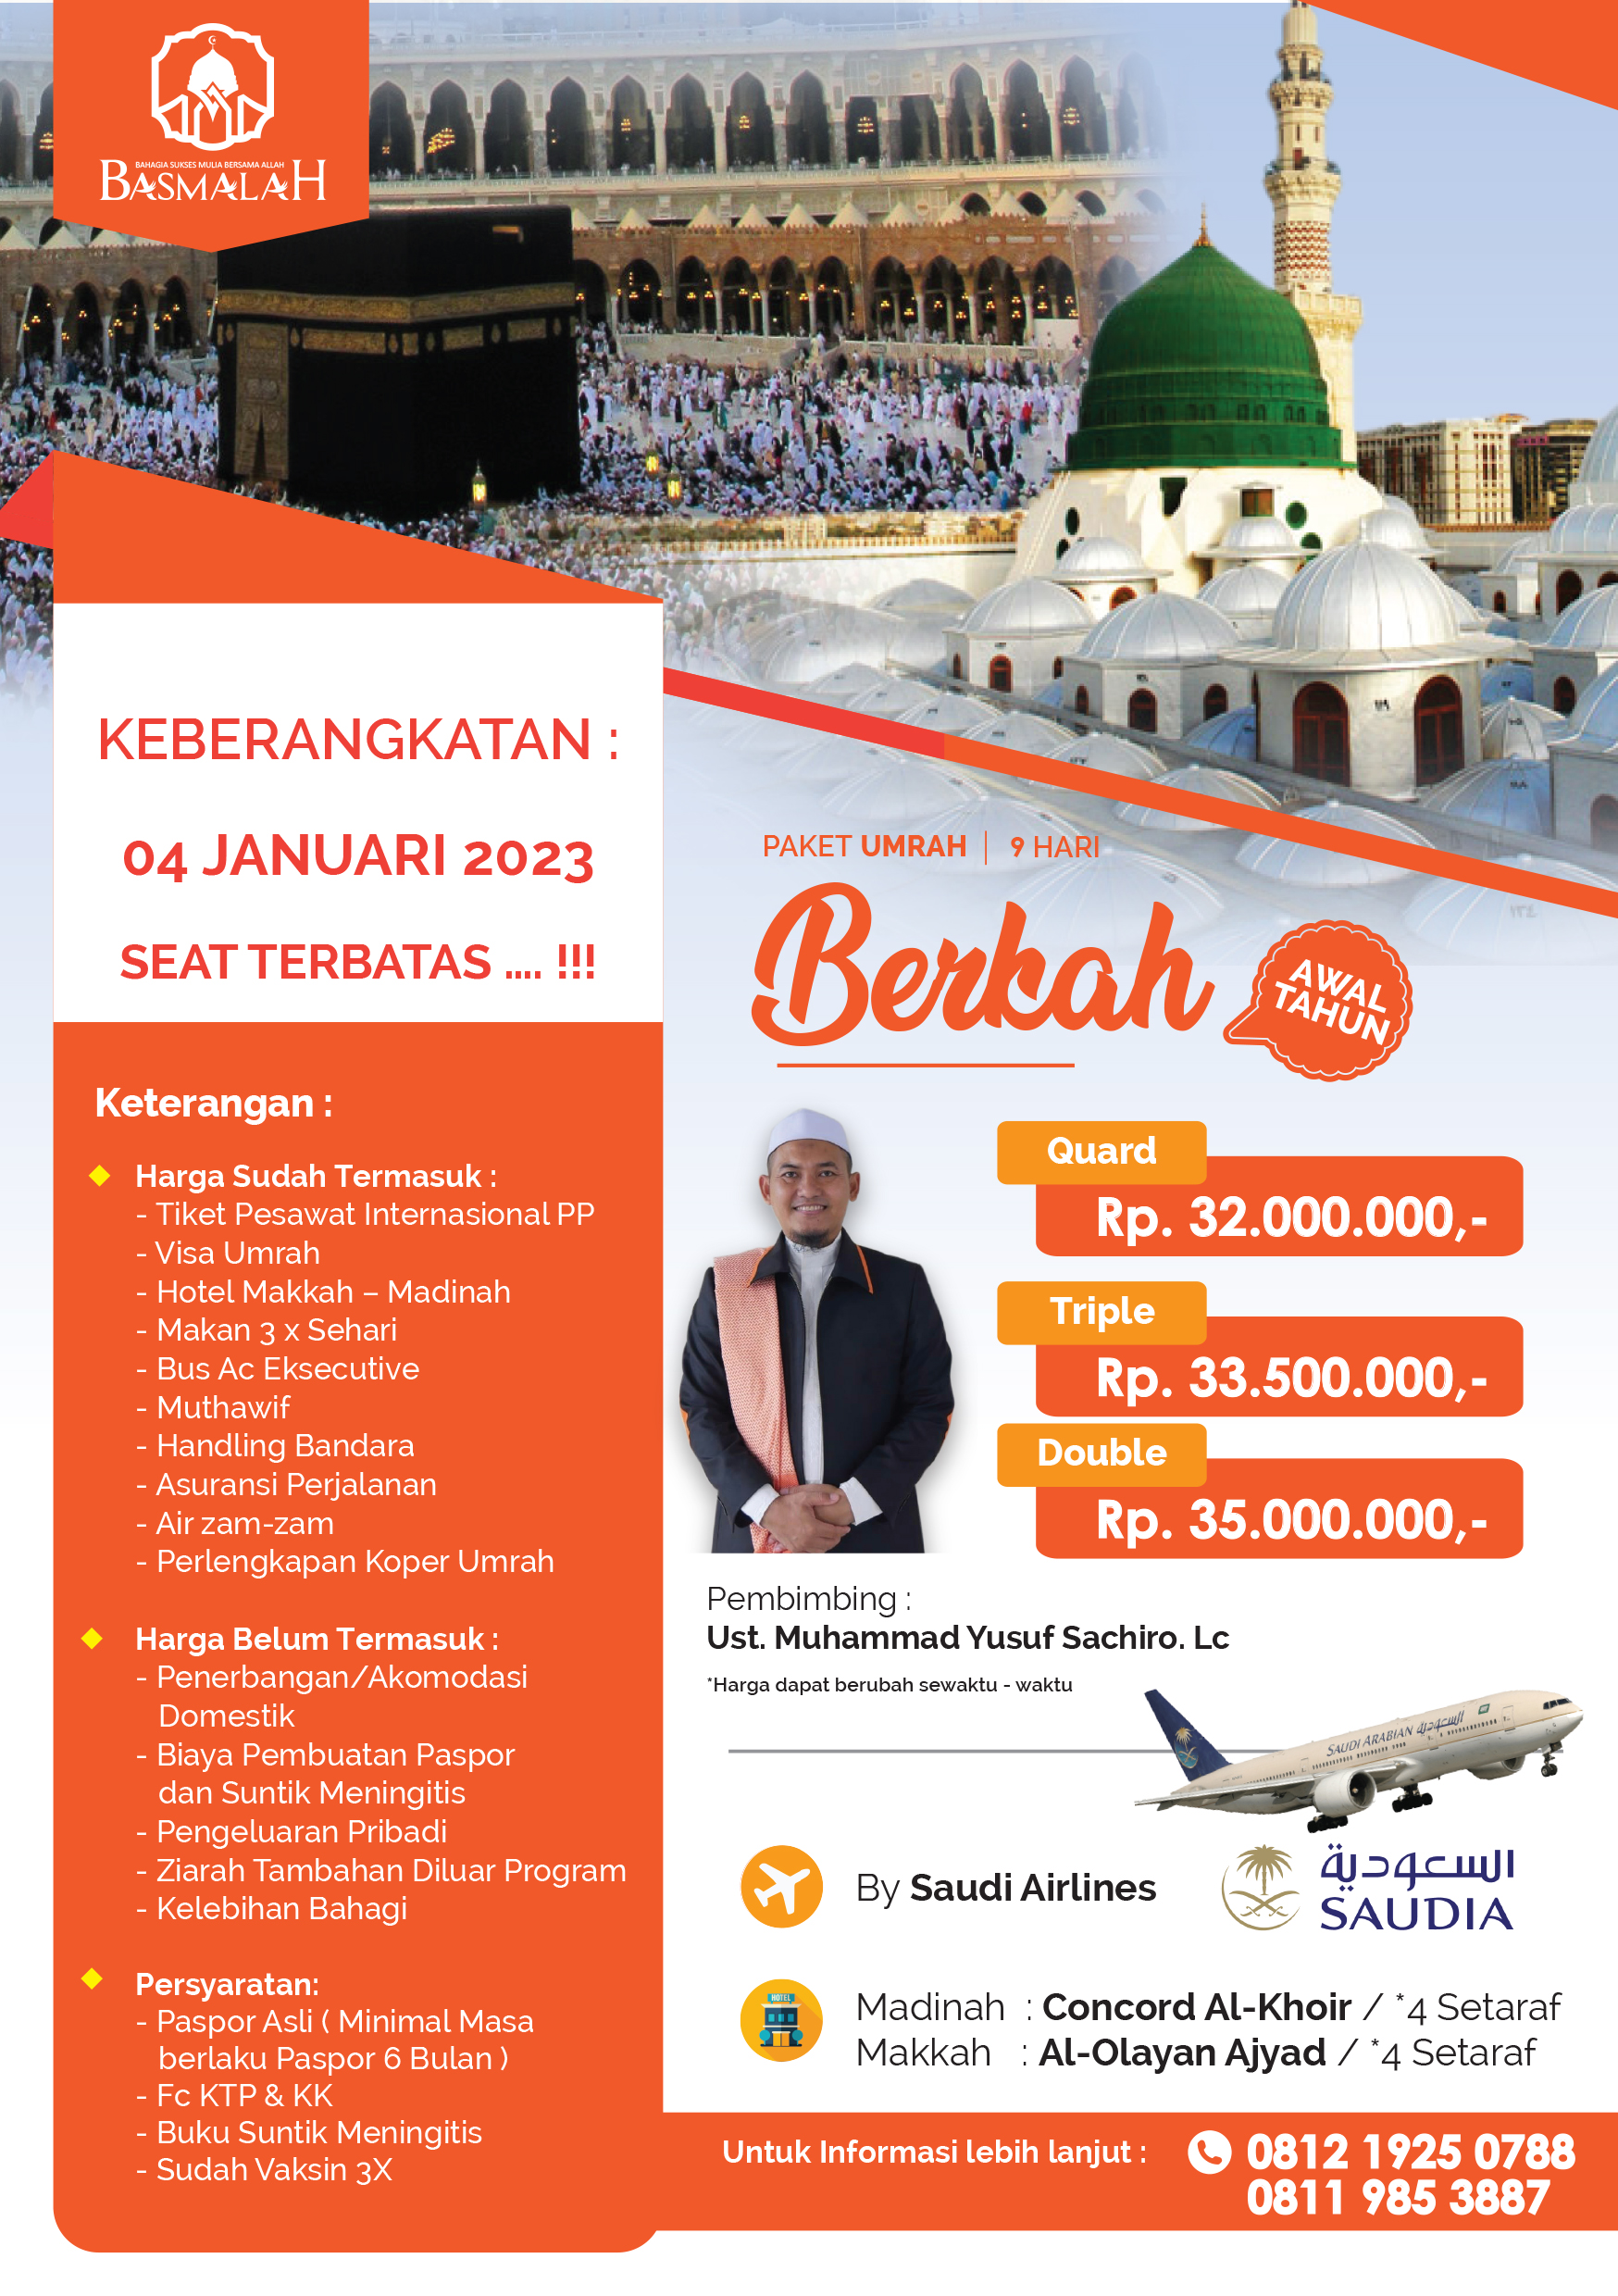 BAHAGIA SUKSES MULIA BERSAMA ALLAH
BASMALAH
KEBERANGKATAN :
04 JANUARI 2023
SEAT TERBATAS .... !!!
PAKET UMRAH | 9 HARI
Berkah
AWAL
TAHUN
Keterangan :
Harga Sudah Termasuk :
- Tiket Pesawat Internasional PP
- Visa Umrah
- Hotel Makkah – Madinah
- Makan 3 x Sehari
- Bus Ac Eksecutive
- Muthawif
- Handling Bandara
- Asuransi Perjalanan
- Air zam-zam
- Perlengkapan Koper Umrah
Harga Belum Termasuk :
- Penerbangan/Akomodasi
Domestik
- Biaya Pembuatan Paspor
dan Suntik Meningitis
- Pengeluaran Pribadi
- Ziarah Tambahan Diluar Program
- Kelebihan Bahagi
Persyaratan:
- Paspor Asli ( Minimal Masa
berlaku Paspor 6 Bulan )
- Fc KTP & KK
- Buku Suntik Meningitis
- Sudah Vaksin 3X
Quard
Rp. 32.000.000,-
Triple
Rp. 33.500.000,-
Double
Rp. 35.000.000,-
Pembimbing :
Ust. Muhammad Yusuf Sachiro. Lc
*Harga dapat berubah sewaktu - waktu
SAUDI ARABIAN السعودية
By Saudi Airlines
السعودية
SAUDIA
HOTEL
Madinah : Concord Al-Khoir / *4 Setaraf
Makkah : Al-Olayan Ajyad / *4 Setaraf
Untuk Informasi lebih lanjut :
0812 1925 0788
0811 985 3887